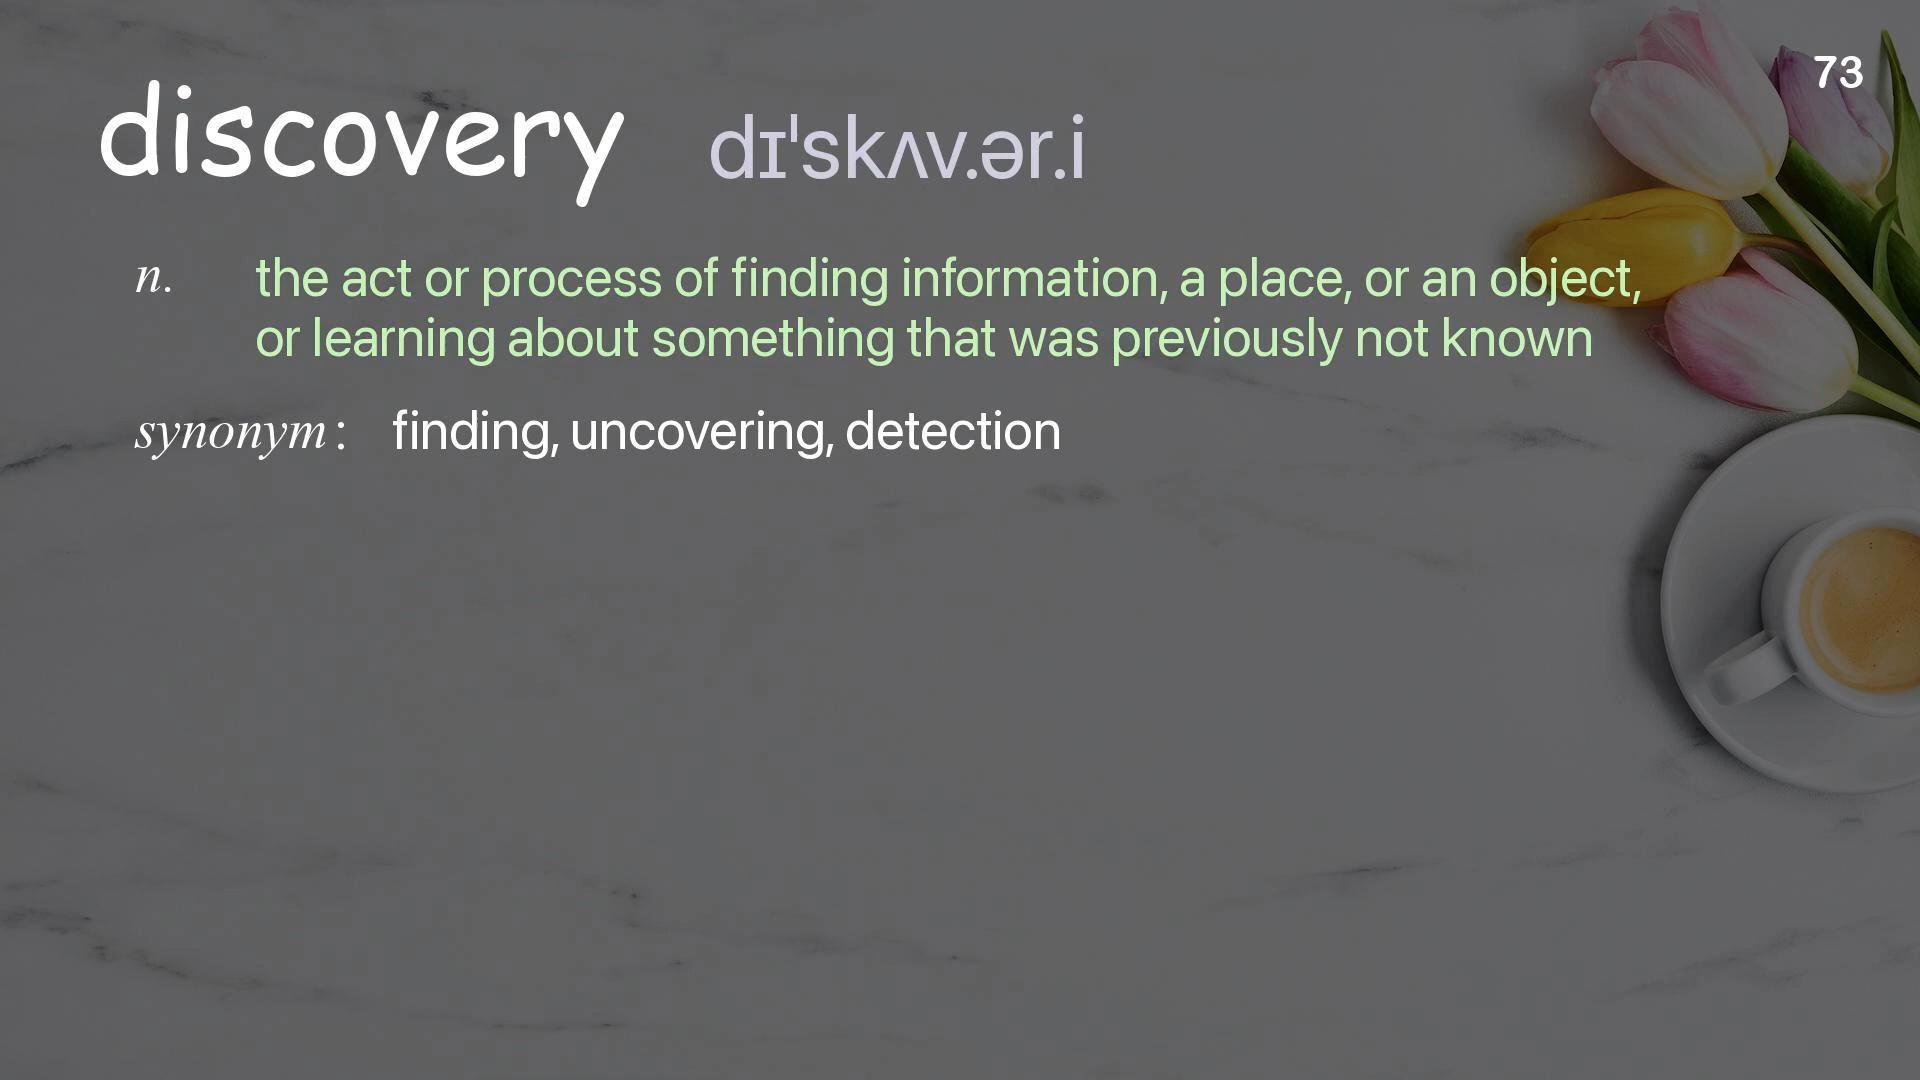 73
discovery dɪˈskʌv.ər.i
n. the act or process of finding information, a place, or an object,
or learning about something that was previously not known
synonym: finding, uncovering, detection